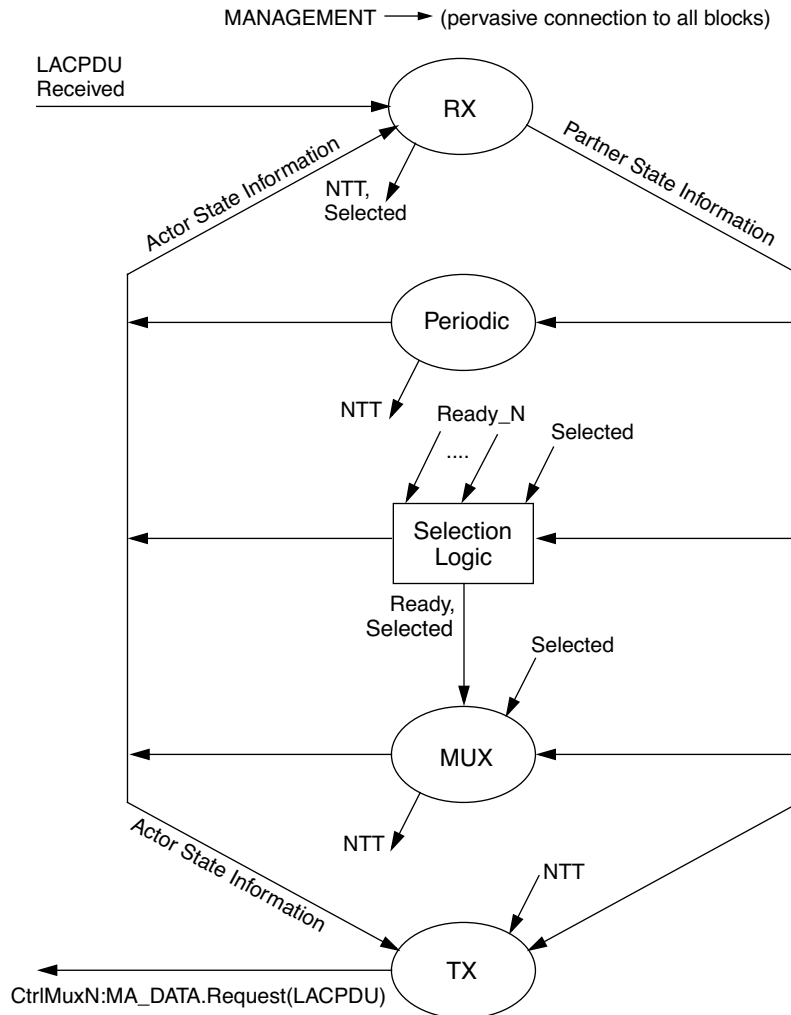 MANAGEMENT (pervasive connection to all blocks)
LACPDU
Received
RX
Actor State Information
Partner State Information
NTT,
Selected
Periodic
NTT
Ready_N
....
Selected
Selection
Logic
Ready,
Selected
Selected
MUX
NTT
Actor State Information
NTT
TX
CtrlMuxN:MA_DATA.Request(LACPDU)